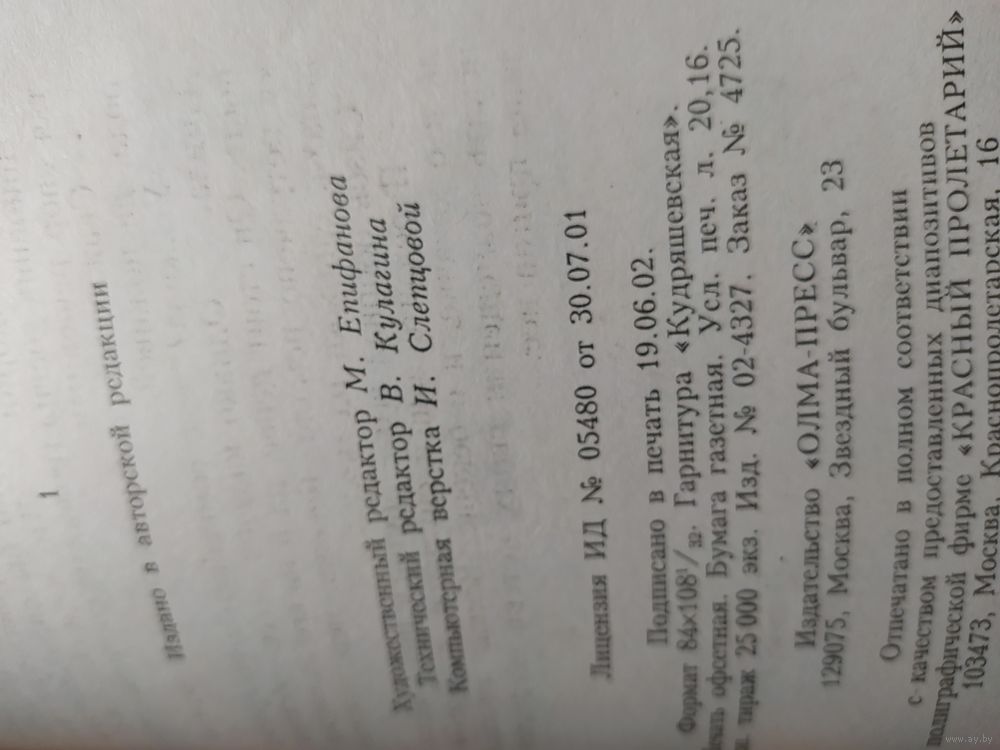 1
Издано в авторской редакции
Художественный редактор М. Епифанова
Технический редактор В. Кулагина
Компьютерная верстка И. Слепцовой
Лицензия ИД № 05480 от 30.07.01
Подписано в печать 19.06.02.
Формат 84×108¹/₃₂. Гарнитура «Кудряшевская».
офсетная. Бумага газетная. Усл. печ. л. 20,16.
тираж 25 000 экз. Изд. № 02-4327. Заказ № 4725.
Издательство «ОЛМА-ПРЕСС»
129075, Москва, Звездный бульвар, 23
Отпечатано в полном соответствии
с качеством предоставленных диапозитивов
полиграфической фирме «КРАСНЫЙ ПРОЛЕТАРИЙ»
103473, Москва, Краснопролетарская, 16
www.ay.by